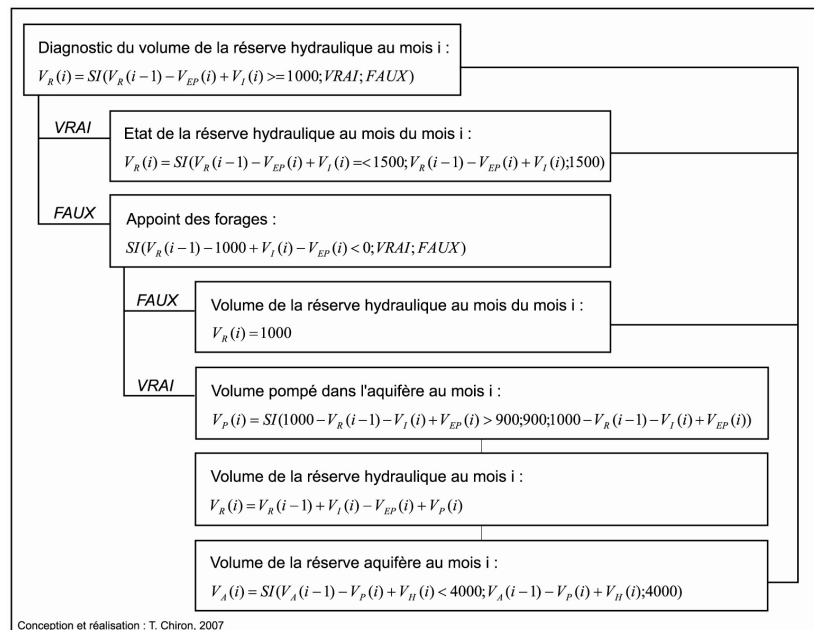 Diagnostic du volume de la réserve hydraulique au mois i :
V_R(i) = SI(V_R(i−1)−V_EP(i)+V_I(i) >= 1000;VRAI;FAUX)
VRAI
Etat de la réserve hydraulique au mois du mois i :
V_R(i) = SI(V_R(i−1)−V_EP(i)+V_I(i) =< 1500;V_R(i−1)−V_EP(i)+V_I(i);1500)
FAUX
Appoint des forages :
SI(V_R(i−1)−1000+V_I(i)−V_EP(i) < 0;VRAI;FAUX)
FAUX
Volume de la réserve hydraulique au mois du mois i :
V_R(i) = 1000
VRAI
Volume pompé dans l'aquifère au mois i :
V_P(i) = SI(1000−V_R(i−1)−V_I(i)+V_EP(i) > 900;900;1000−V_R(i−1)−V_I(i)+V_EP(i))
Volume de la réserve hydraulique au mois i :
V_R(i) = V_R(i−1)+V_I(i)−V_EP(i)+V_P(i)
Volume de la réserve aquifère au mois i :
V_A(i) = SI(V_A(i−1)−V_P(i)+V_H(i) < 4000;V_A(i−1)−V_P(i)+V_H(i);4000)
Conception et réalisation : T. Chiron, 2007